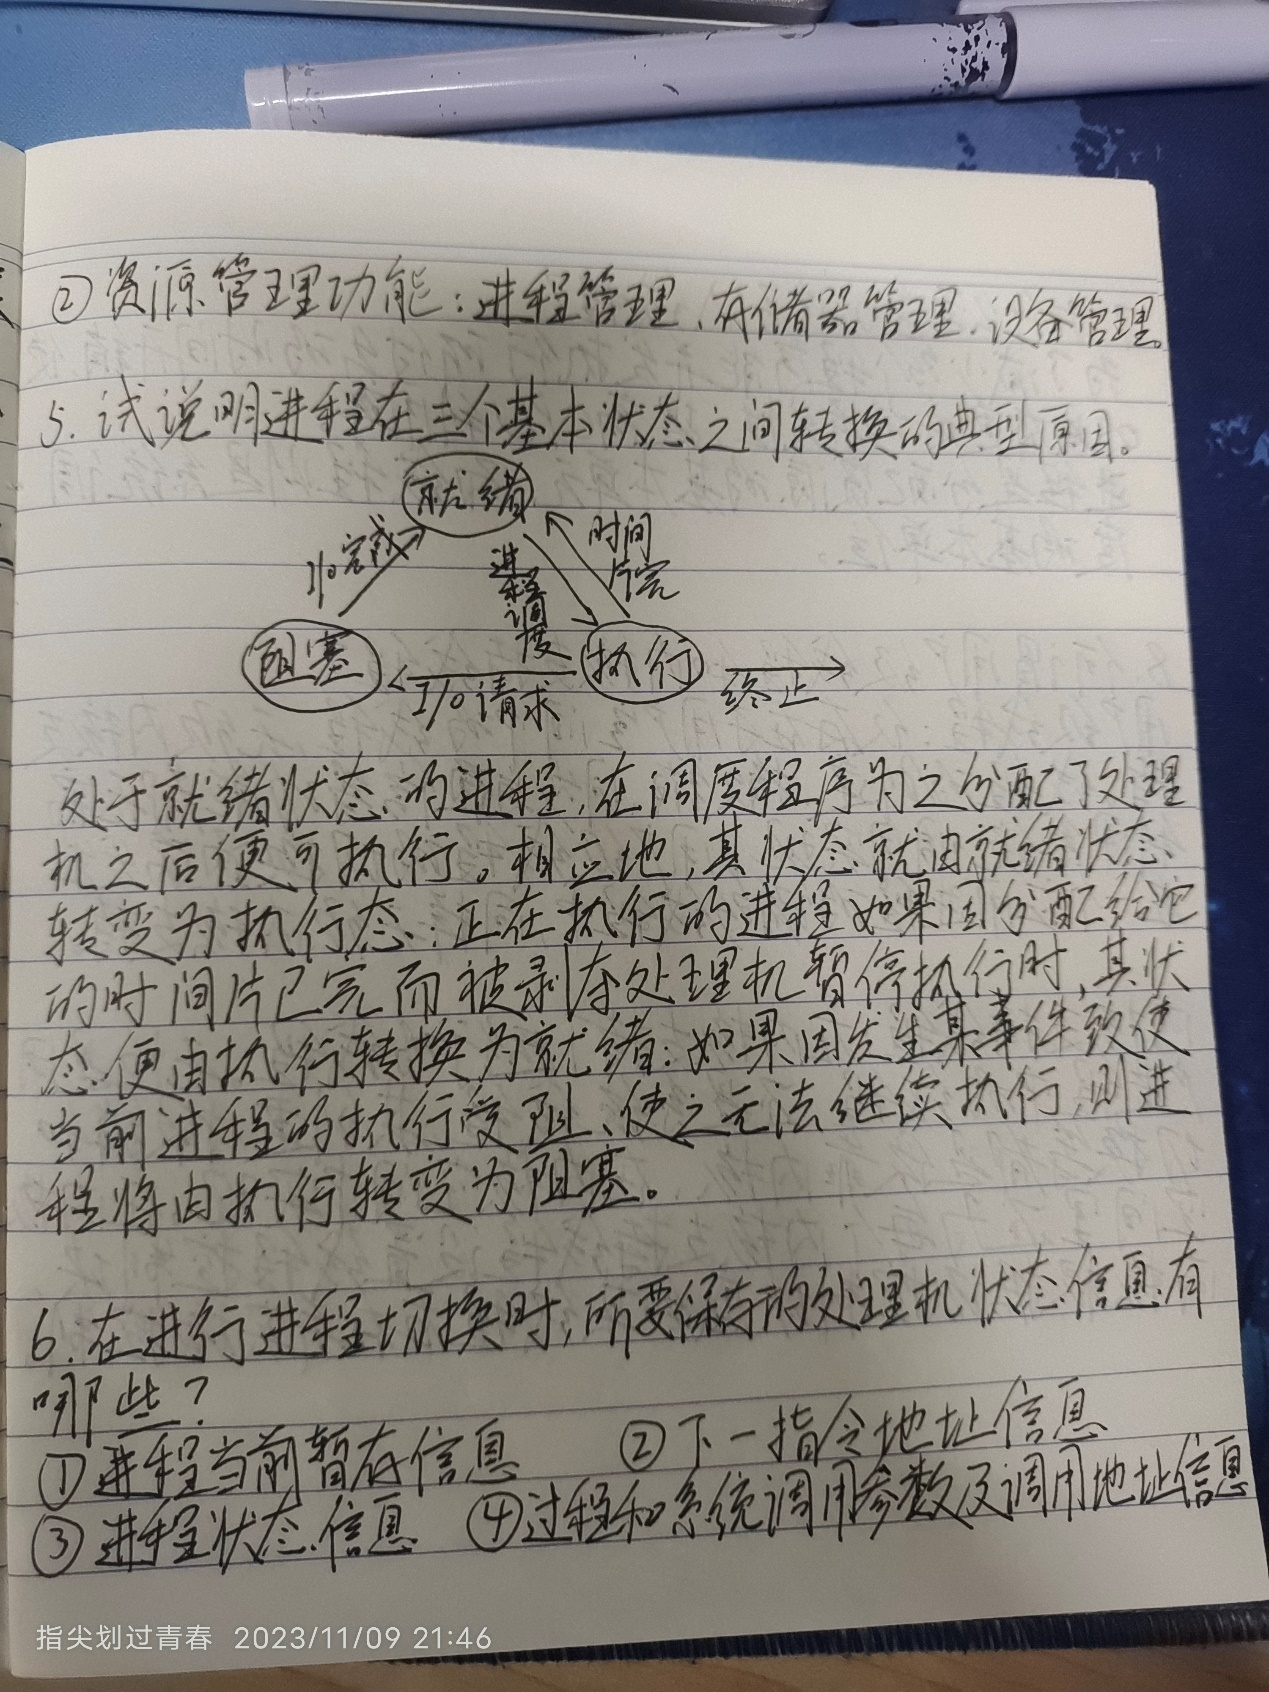 ②资源管理功能：进程管理、存储器管理、设备管理。
5.试说明进程在三个基本状态之间转换的典型原因。
就绪
I/o完成
进程调度
时间片完
阻塞
执行
I/o请求
终止
处于就绪状态的进程,在调度程序为之分配了处理
机之后便可执行。相应地,其状态就由就绪状态
转变为执行态;正在执行的进程如果因分配给它
的时间片已完而被剥夺处理机暂停执行时,其状
态便由执行转换为就绪;如果因发生某事件致使
当前进程的执行受阻、使之无法继续执行,则进
程将由执行转变为阻塞。
6.在进行进程切换时,所要保存的处理机状态信息有
哪些?
①进程当前暂存信息 ②下一指令地址信息
③进程状态信息 ④过程和系统调用参数及调用地址信息
指尖划过青春 2023/11/09 21:46